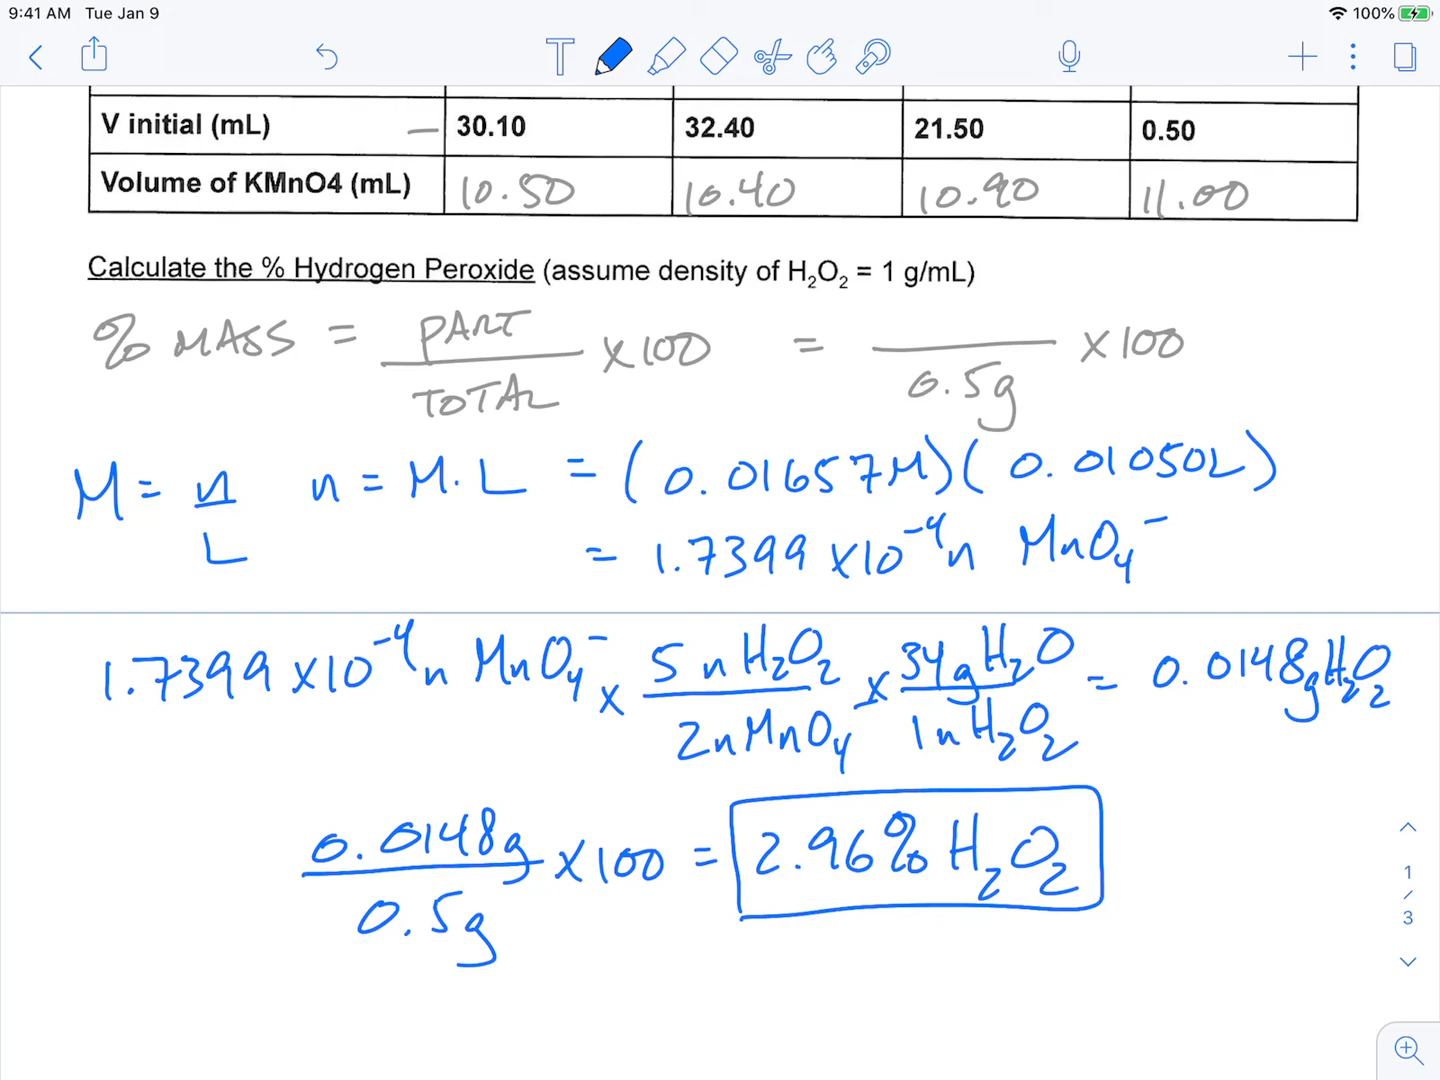 9:41 AM Tue Jan 9 100%
T
V initial (mL) — 30.10 32.40 21.50 0.50
Volume of KMnO4 (mL) 10.50 10.40 10.90 11.00
Calculate the % Hydrogen Peroxide (assume density of H₂O₂ = 1 g/mL)
% MASS = PART / TOTAL × 100 = / 0.5g × 100
M = n / L n = M · L = (0.01657M)(0.01050L)
= 1.7399 × 10⁻⁴ n MnO₄⁻
1.7399 × 10⁻⁴ n MnO₄⁻ × 5 n H₂O₂ / 2 n MnO₄ × 34g H₂O / 1 n H₂O₂ = 0.0148g H₂O₂
0.0148g / 0.5g × 100 = 2.96% H₂O₂
1
/
3